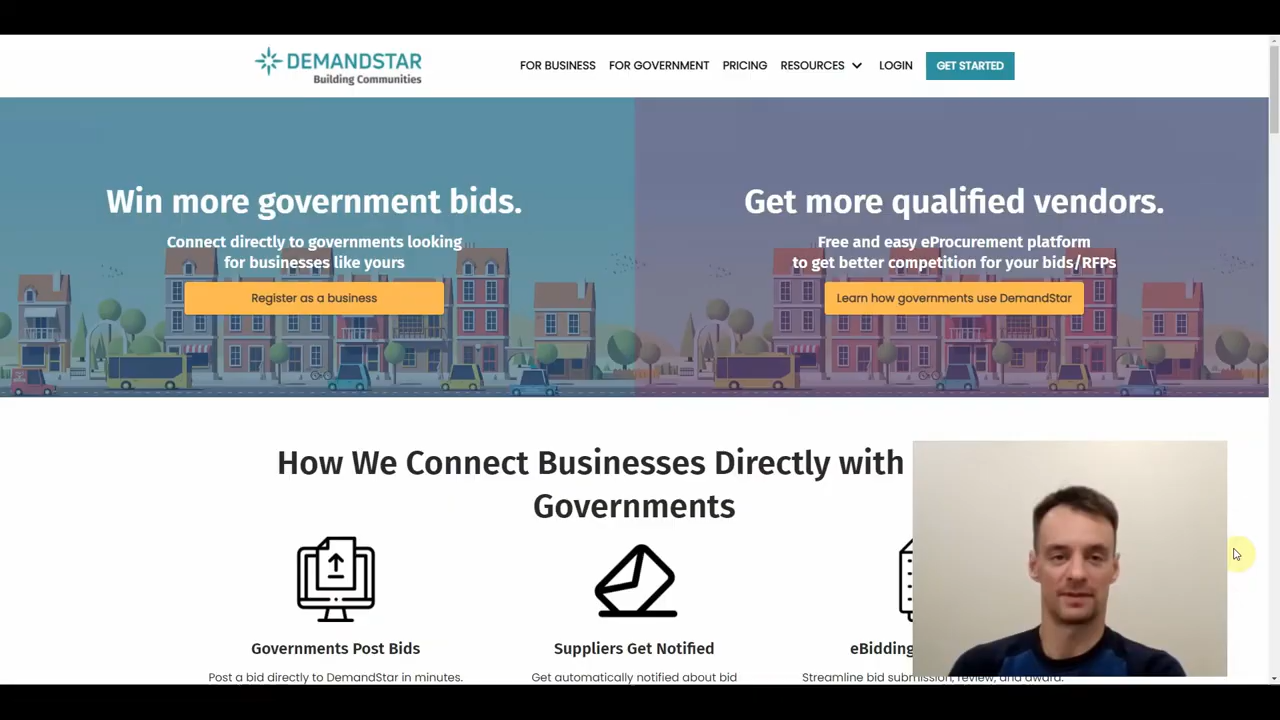 DEMANDSTAR
Building Communities
FOR BUSINESS
FOR GOVERNMENT
PRICING
RESOURCES
LOGIN
GET STARTED
Win more government bids.
Connect directly to governments looking
for businesses like yours
Register as a business
Get more qualified vendors.
Free and easy eProcurement platform
to get better competition for your bids/RFPs
Learn how governments use DemandStar
How We Connect Businesses Directly with
Governments
Governments Post Bids
Post a bid directly to DemandStar in minutes.
Suppliers Get Notified
Get automatically notified about bid
eBidding
Streamline bid submission, review, and award.